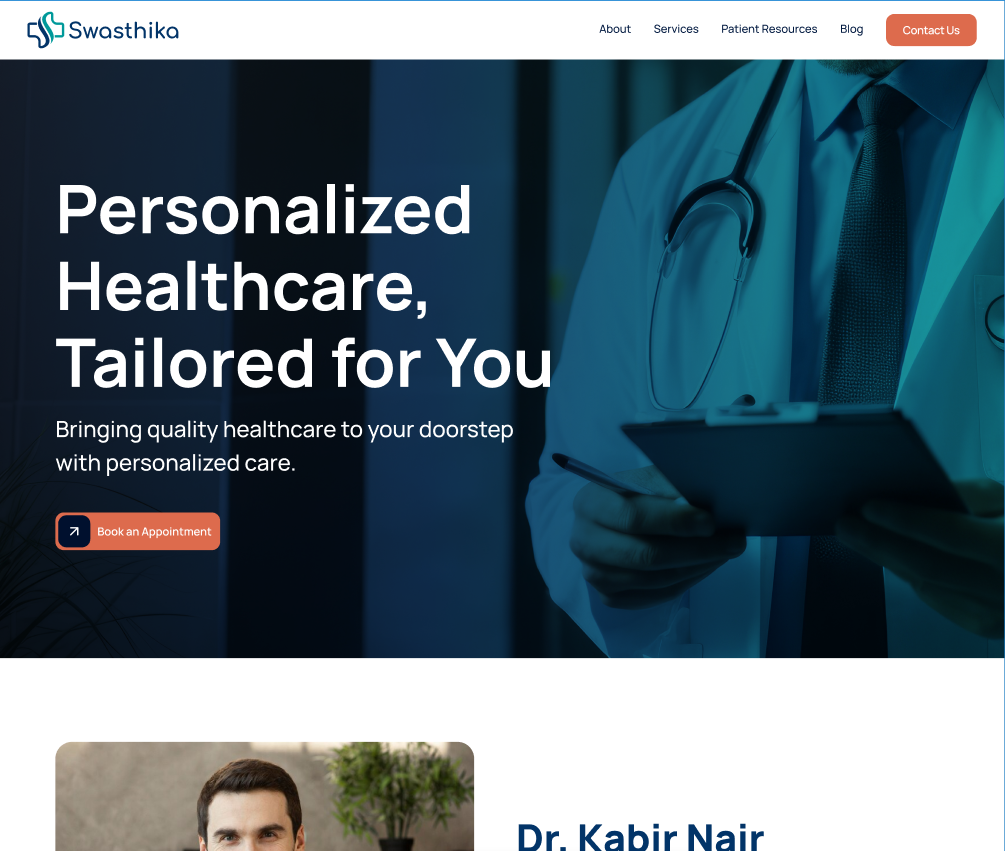 Swasthika
About
Services
Patient Resources
Blog
Contact Us
Personalized
Healthcare,
Tailored for You
Bringing quality healthcare to your doorstep
with personalized care.
Book an Appointment
Dr. Kabir Nair